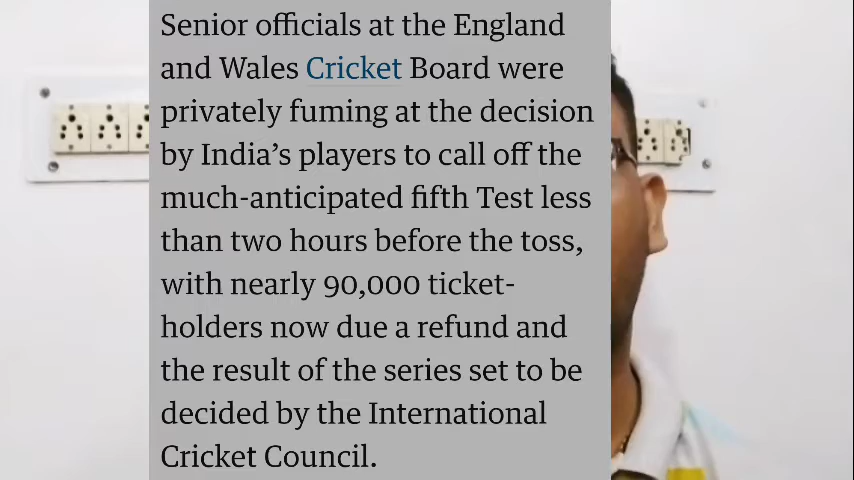 Senior officials at the England
and Wales Cricket Board were
privately fuming at the decision
by India’s players to call off the
much-anticipated fifth Test less
than two hours before the toss,
with nearly 90,000 ticket-
holders now due a refund and
the result of the series set to be
decided by the International
Cricket Council.